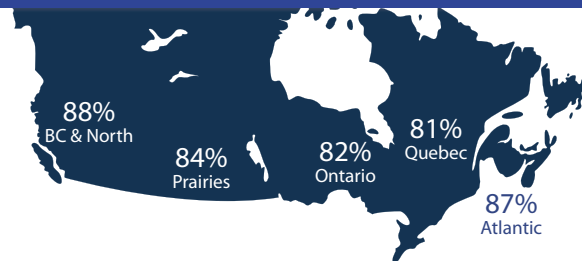 88%
BC & North
84%
Prairies
82%
Ontario
81%
Quebec
87%
Atlantic